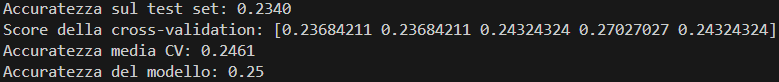 Accuratezza sul test set: 0.2340
Score della cross-validation: [0.23684211 0.23684211 0.24324324 0.27027027 0.24324324]
Accuratezza media CV: 0.2461
Accuratezza del modello: 0.25